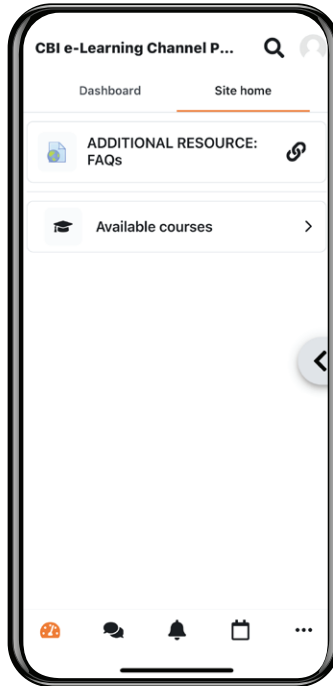 CBI e-Learning Channel P...
Dashboard
Site home
ADDITIONAL RESOURCE:
FAQs
Available courses